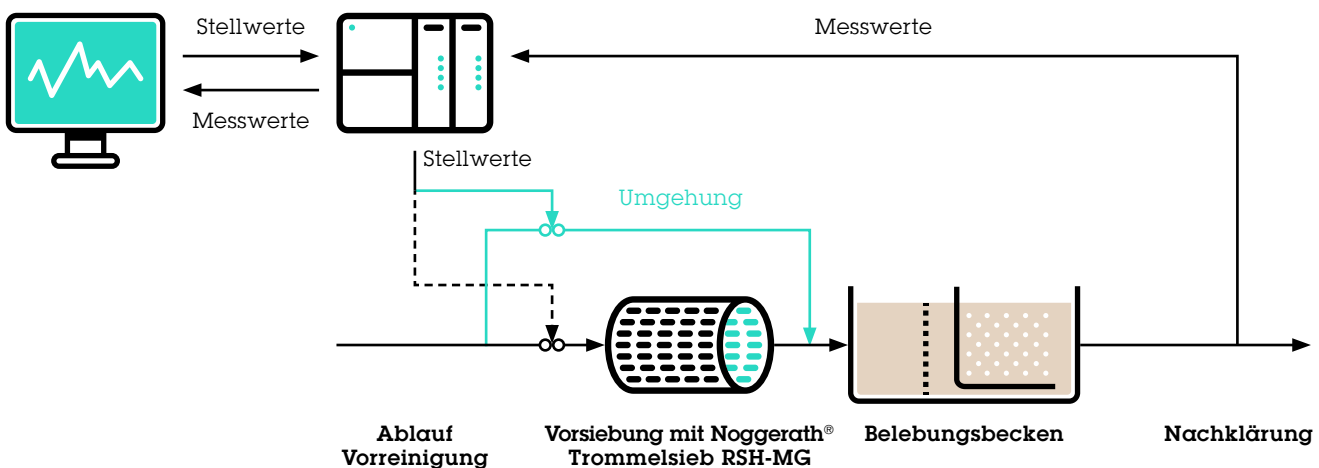 Stellwerte
Messwerte
Messwerte
Stellwerte
Umgehung
Ablauf
Vorreinigung
Vorsiebung mit Noggerath®
Trommelsieb RSH-MG
Belebungsbecken
Nachklärung